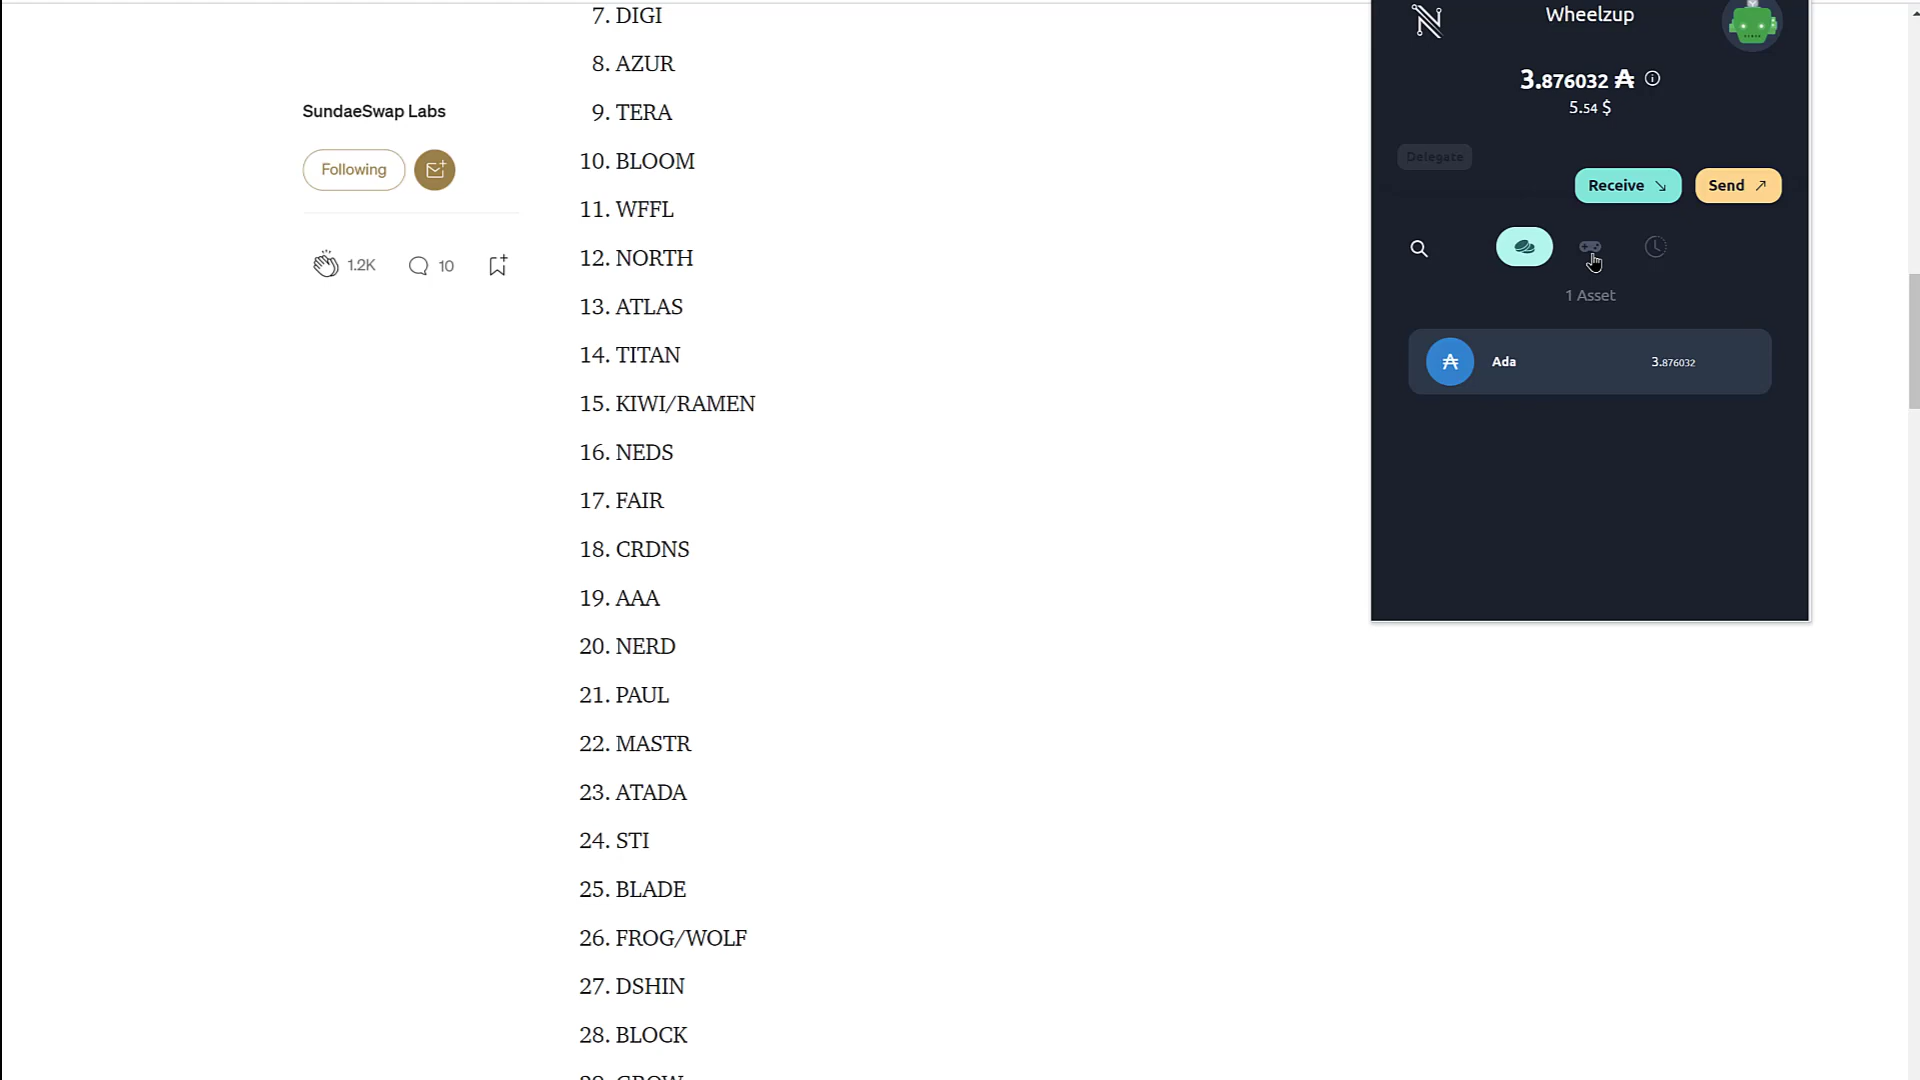 7. DIGI
8. AZUR
SundaeSwap Labs
9. TERA
10. BLOOM
Following
11. WFFL
12. NORTH
1.2K
10
13. ATLAS
14. TITAN
15. KIWI/RAMEN
16. NEDS
17. FAIR
18. CRDNS
19. AAA
20. NERD
21. PAUL
22. MASTR
23. ATADA
24. STI
25. BLADE
26. FROG/WOLF
27. DSHIN
28. BLOCK
Wheelzup
3.876032 ₳
5.54 $
Delegate
Receive
Send
1 Asset
₳ Ada 3.876032